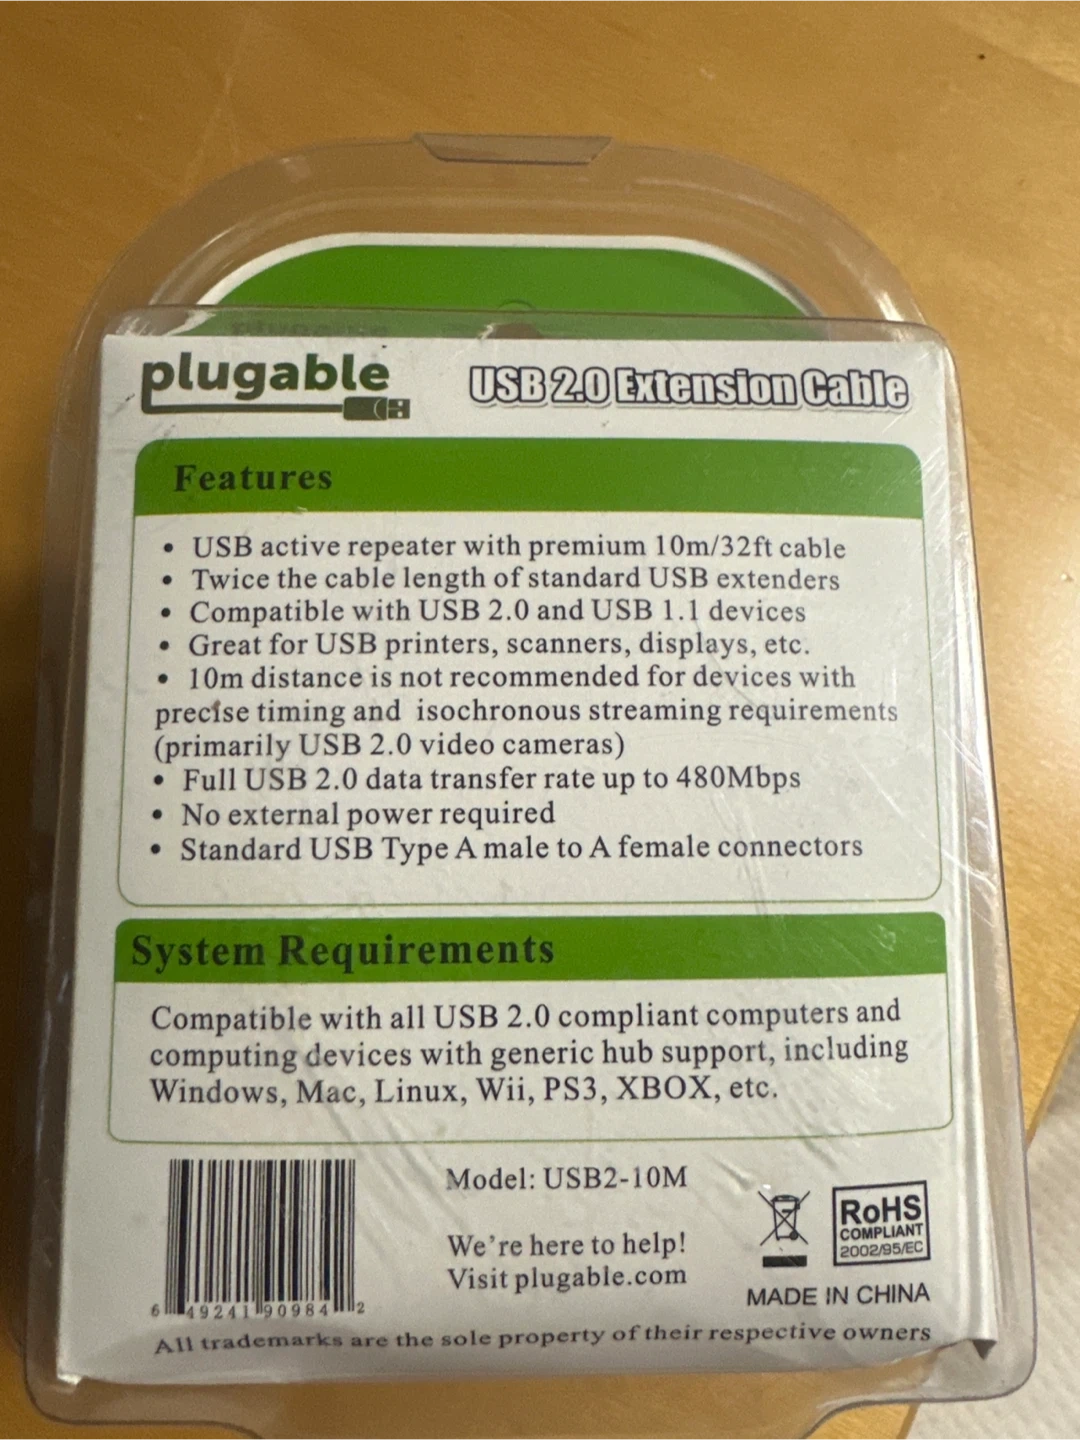 plugable
USB 2.0 Extension Cable
Features
• USB active repeater with premium 10m/32ft cable
• Twice the cable length of standard USB extenders
• Compatible with USB 2.0 and USB 1.1 devices
• Great for USB printers, scanners, displays, etc.
• 10m distance is not recommended for devices with
precise timing and isochronous streaming requirements
(primarily USB 2.0 video cameras)
• Full USB 2.0 data transfer rate up to 480Mbps
• No external power required
• Standard USB Type A male to A female connectors
System Requirements
Compatible with all USB 2.0 compliant computers and
computing devices with generic hub support, including
Windows, Mac, Linux, Wii, PS3, XBOX, etc.
Model: USB2-10M
We're here to help!
Visit plugable.com
RoHS
COMPLIANT
2002/95/EC
MADE IN CHINA
6 49241 90984 2
All trademarks are the sole property of their respective owners